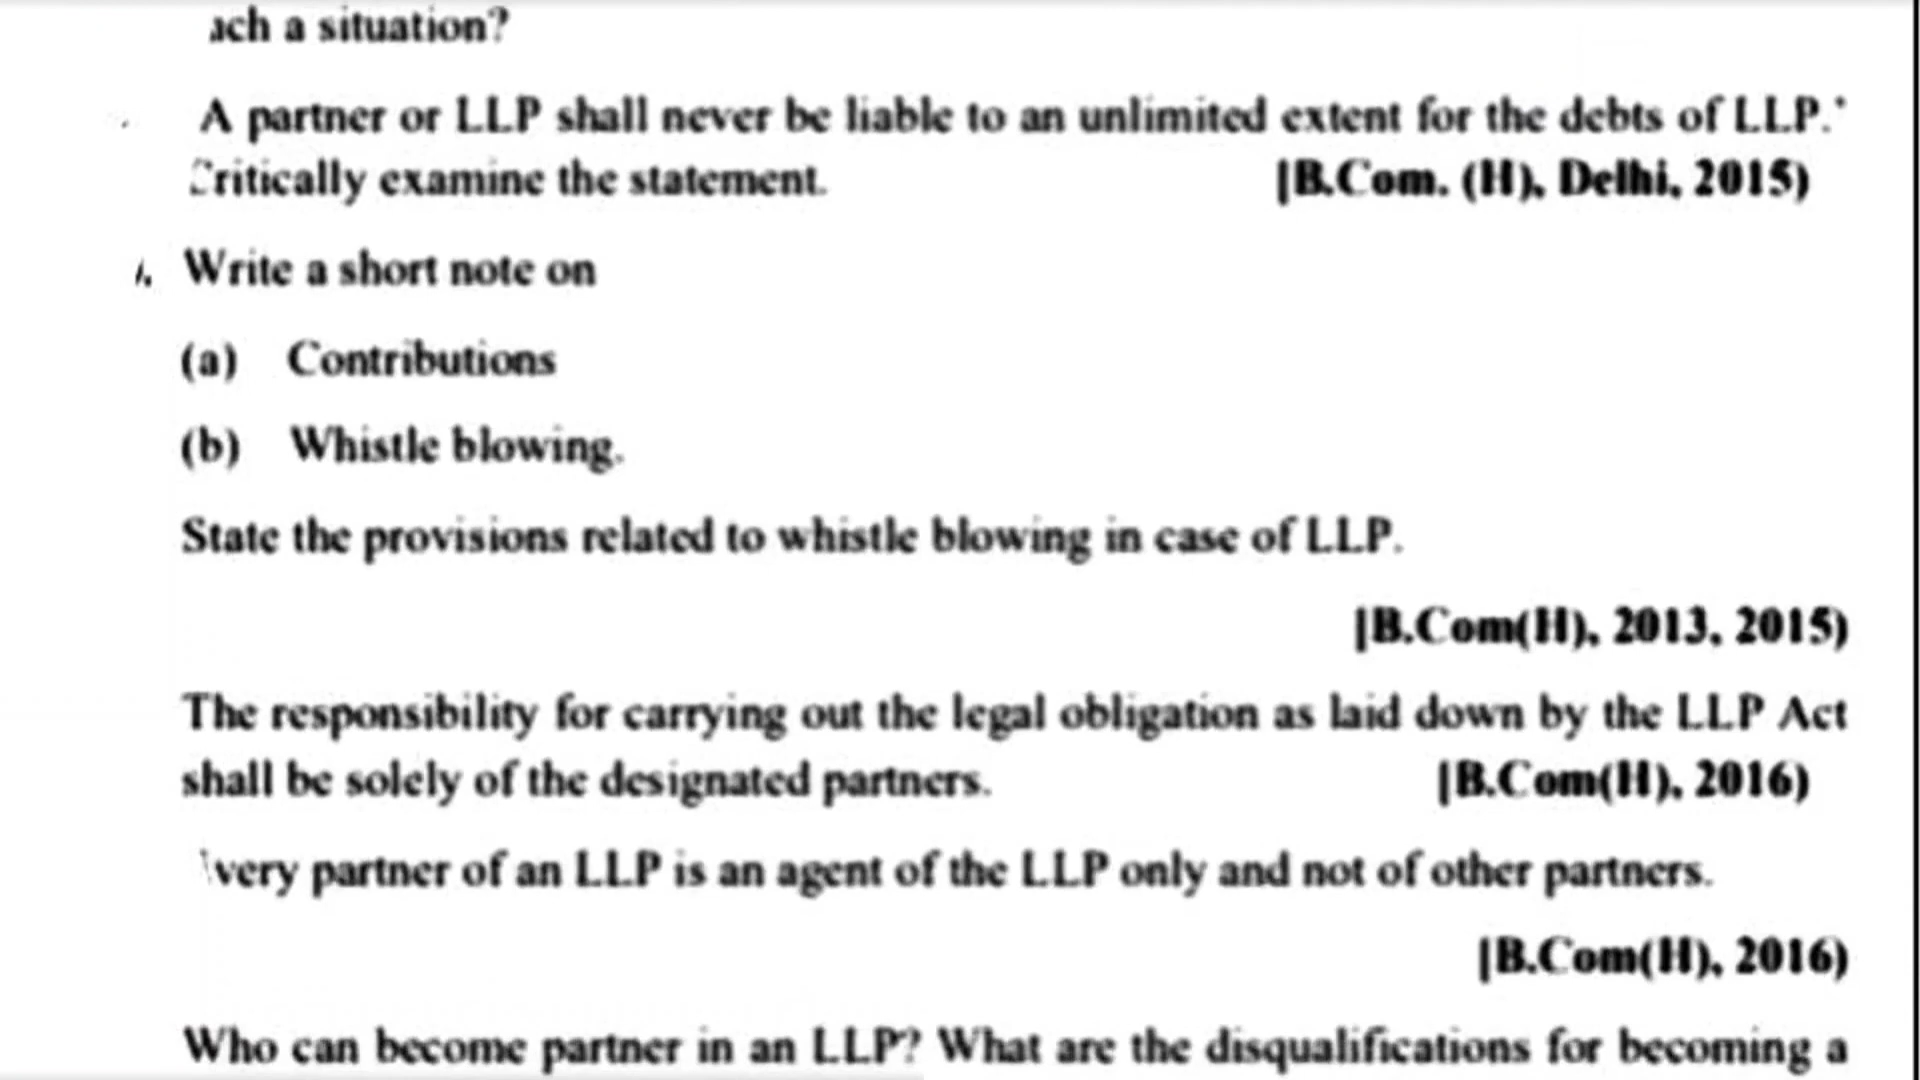 a situation?
A partner or LLP shall never be liable to an unlimited extent for the debts of LLP.'
Critically examine the statement. [B.Com. (H), Delhi, 2015)
Write a short note on
(a) Contributions
(b) Whistle blowing.
State the provisions related to whistle blowing in case of LLP.
[B.Com(H), 2013, 2015)
The responsibility for carrying out the legal obligation as laid down by the LLP Act
shall be solely of the designated partners. [B.Com(H), 2016)
very partner of an LLP is an agent of the LLP only and not of other partners.
[B.Com(H), 2016)
Who can become partner in an LLP? What are the disqualifications for becoming a